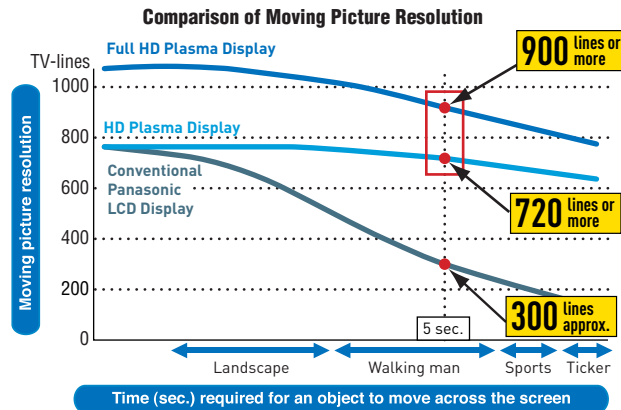 Comparison of Moving Picture Resolution
Full HD Plasma Display
900 lines or more
TV-lines
1000
HD Plasma Display
800
Conventional
Panasonic
LCD Display
600
720 lines or more
400
200
300 lines approx.
0
5 sec.
Moving picture resolution
Landscape
Walking man
Sports
Ticker
Time (sec.) required for an object to move across the screen